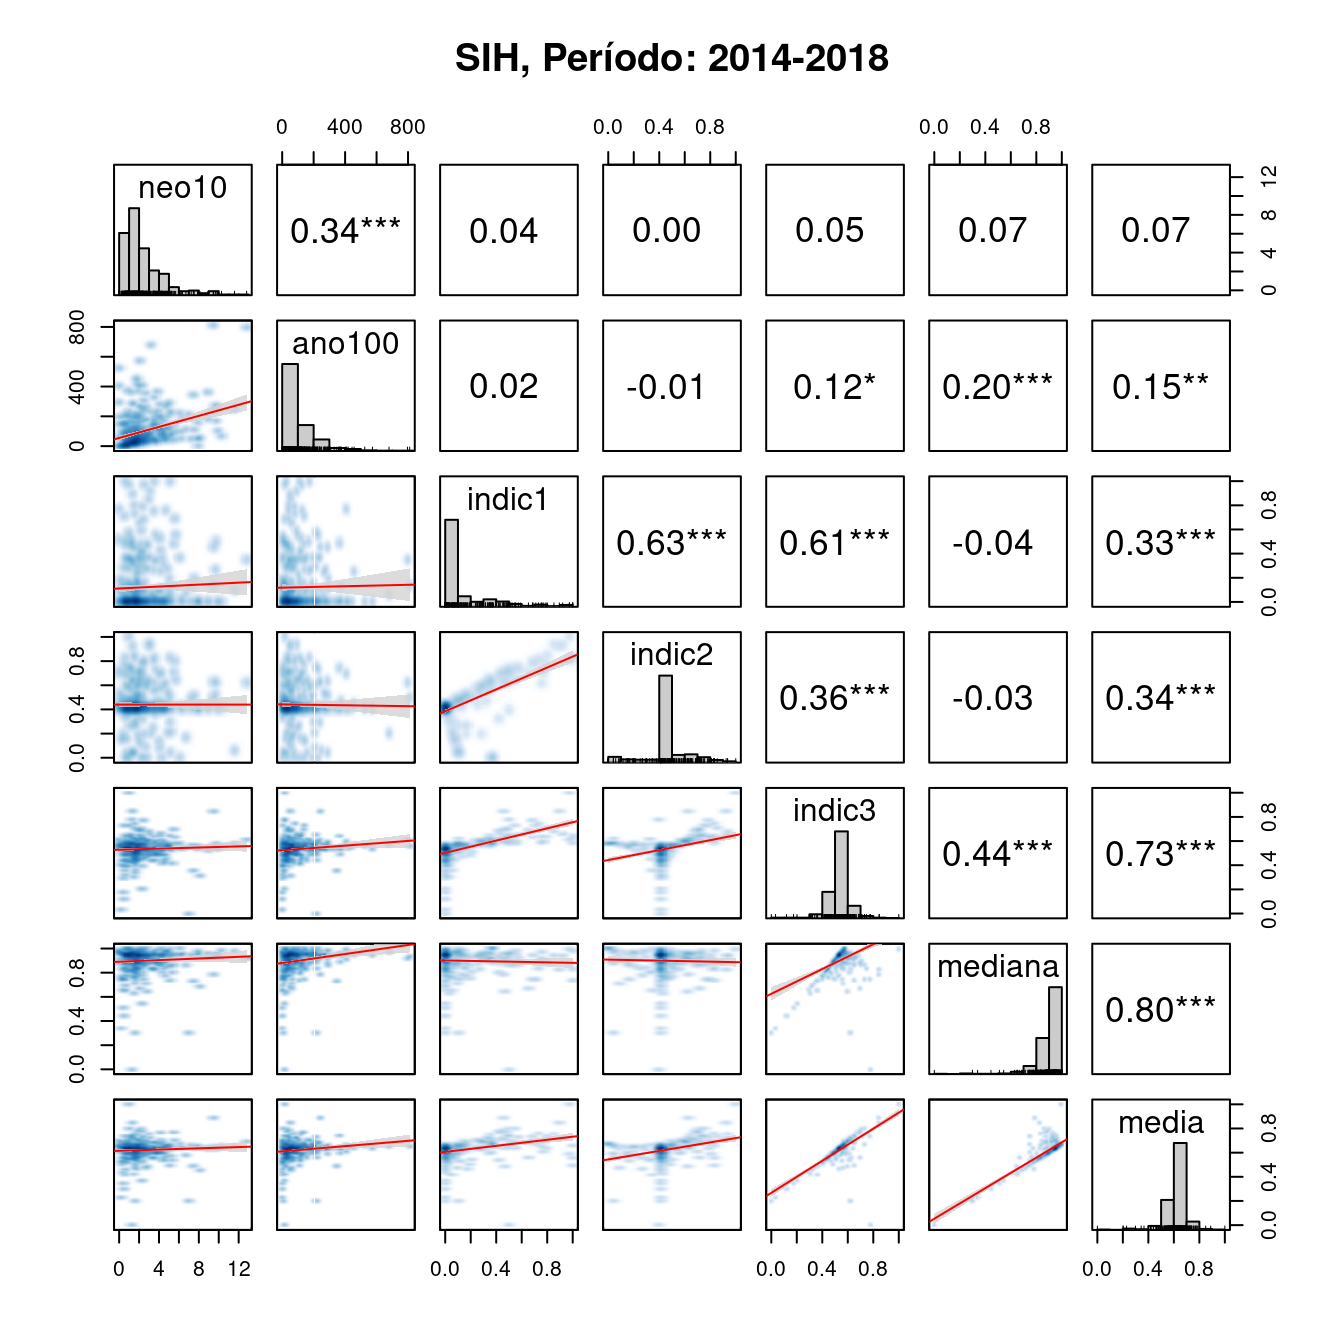 SIH, Período: 2014-2018
0 400 800 0.0 0.4 0.8 0.0 0.4 0.8
neo10 0.34*** 0.04 0.00 0.05 0.07 0.07
0 4 8 12
ano100 0.02 -0.01 0.12* 0.20*** 0.15**
0 400 800
indic1 0.63*** 0.61*** -0.04 0.33***
0.0 0.4 0.8
indic2 0.36*** -0.03 0.34***
0.0 0.4 0.8
indic3 0.44*** 0.73***
0.0 0.4 0.8
mediana 0.80***
0.0 0.4 0.8
media
0.0 0.4 0.8
0 4 8 12 0.0 0.4 0.8 0.0 0.4 0.8 0.0 0.4 0.8